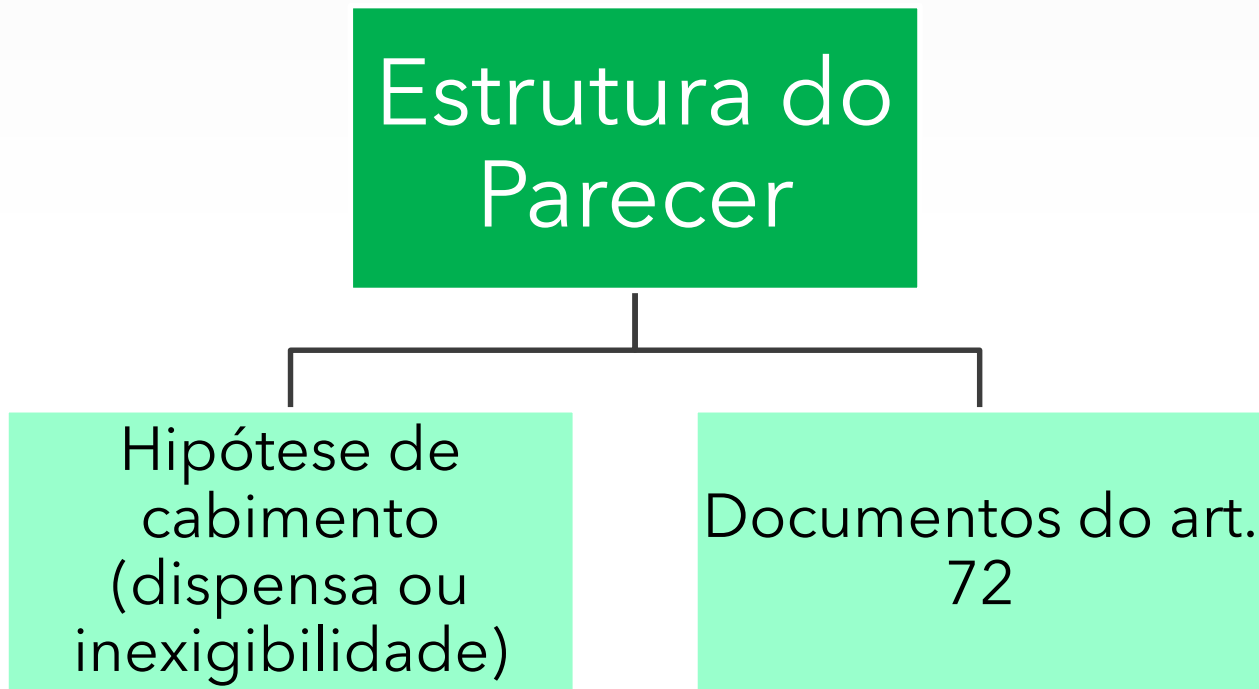 Estrutura do
Parecer
Hipótese de
cabimento
(dispensa ou
inexigibilidade)
Documentos do art.
72